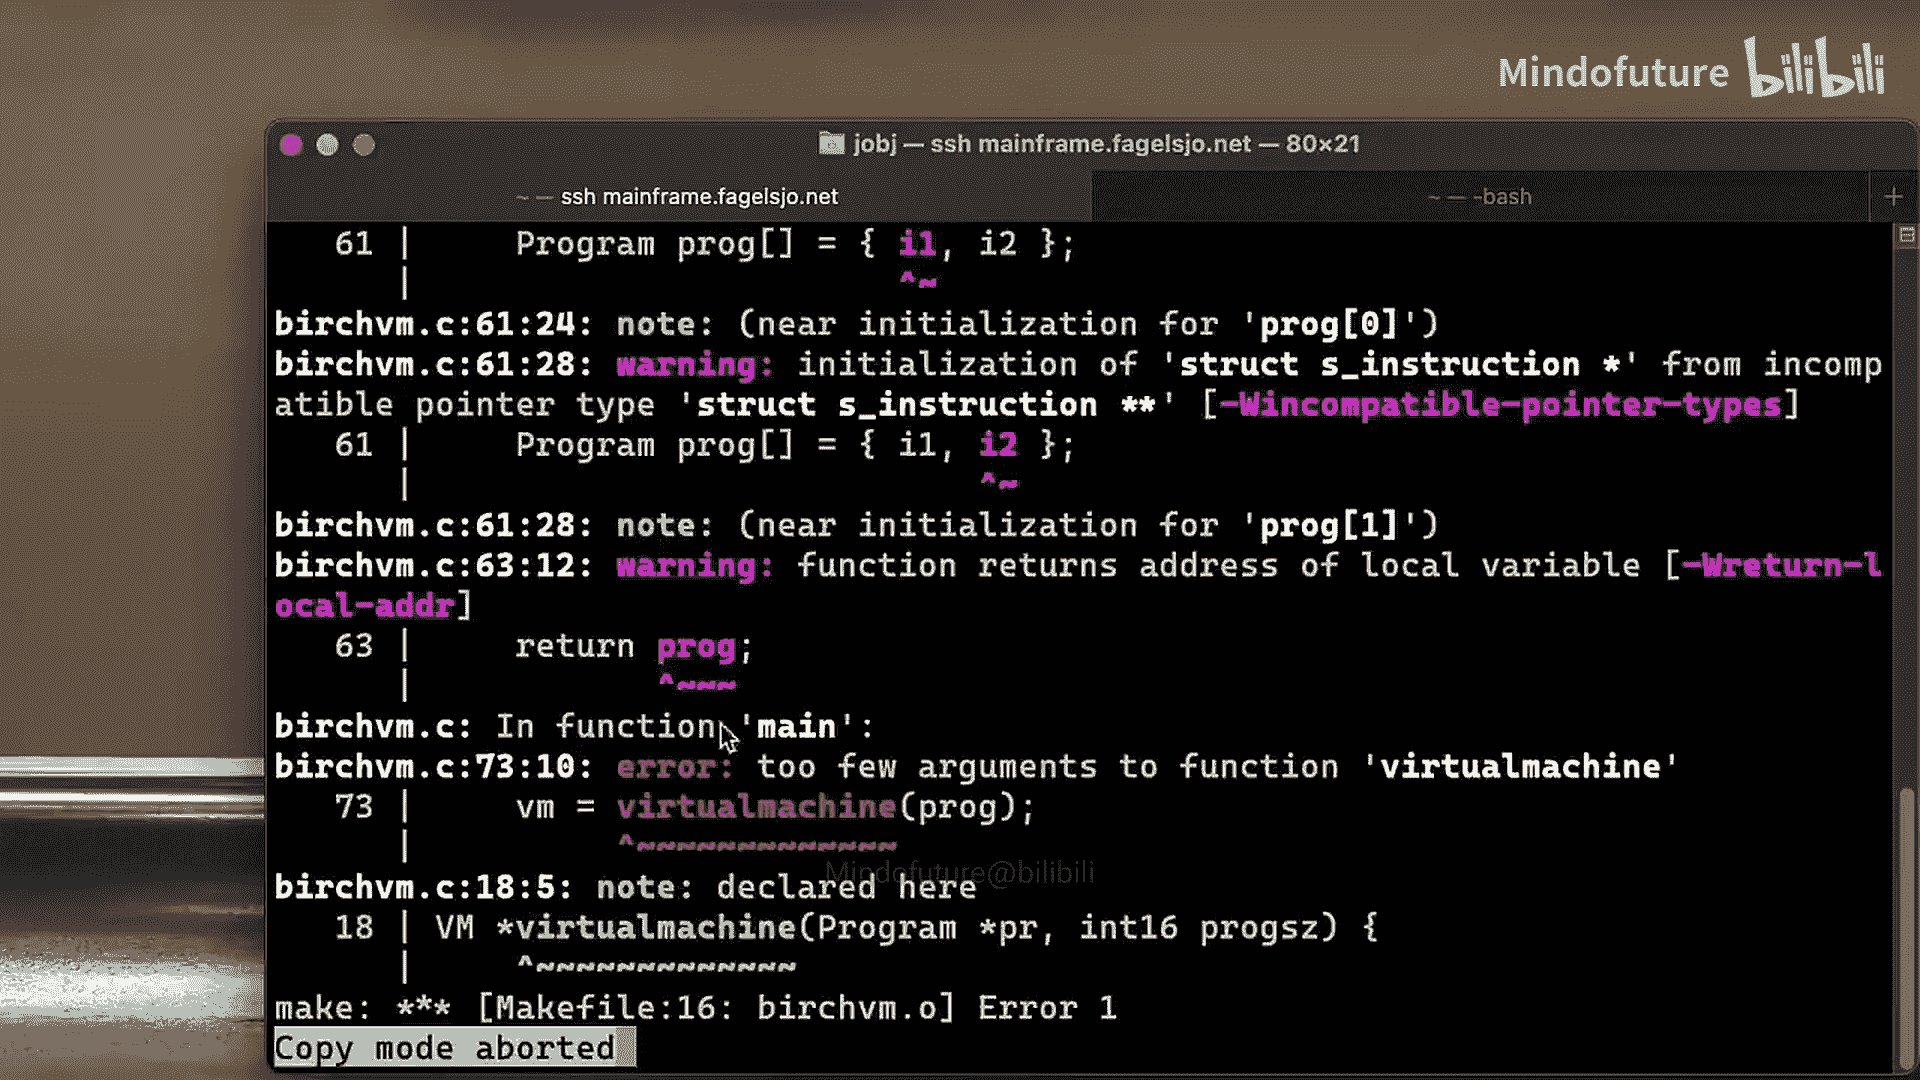 Mindofuture bilibili
jobj — ssh mainframe.fagelsjo.net — 80×21
~ — ssh mainframe.fagelsjo.net
~ — -bash
+
61 |     Program prog[] = { i1, i2 };
|                        ^~
birchvm.c:61:24: note: (near initialization for 'prog[0]')
birchvm.c:61:28: warning: initialization of 'struct s_instruction *' from incomp
atible pointer type 'struct s_instruction **' [-Wincompatible-pointer-types]
61 |     Program prog[] = { i1, i2 };
|                            ^~
birchvm.c:61:28: note: (near initialization for 'prog[1]')
birchvm.c:63:12: warning: function returns address of local variable [-Wreturn-l
ocal-addr]
63 |     return prog;
|            ^~~~
birchvm.c: In function 'main':
birchvm.c:73:10: error: too few arguments to function 'virtualmachine'
73 |     vm = virtualmachine(prog);
|          ^~~~~~~~~~~~~~
Mindofuture@bilibili
birchvm.c:18:5: note: declared here
18 | VM *virtualmachine(Program *pr, int16 progsz) {
|     ^~~~~~~~~~~~~~
make: *** [Makefile:16: birchvm.o] Error 1
Copy mode aborted